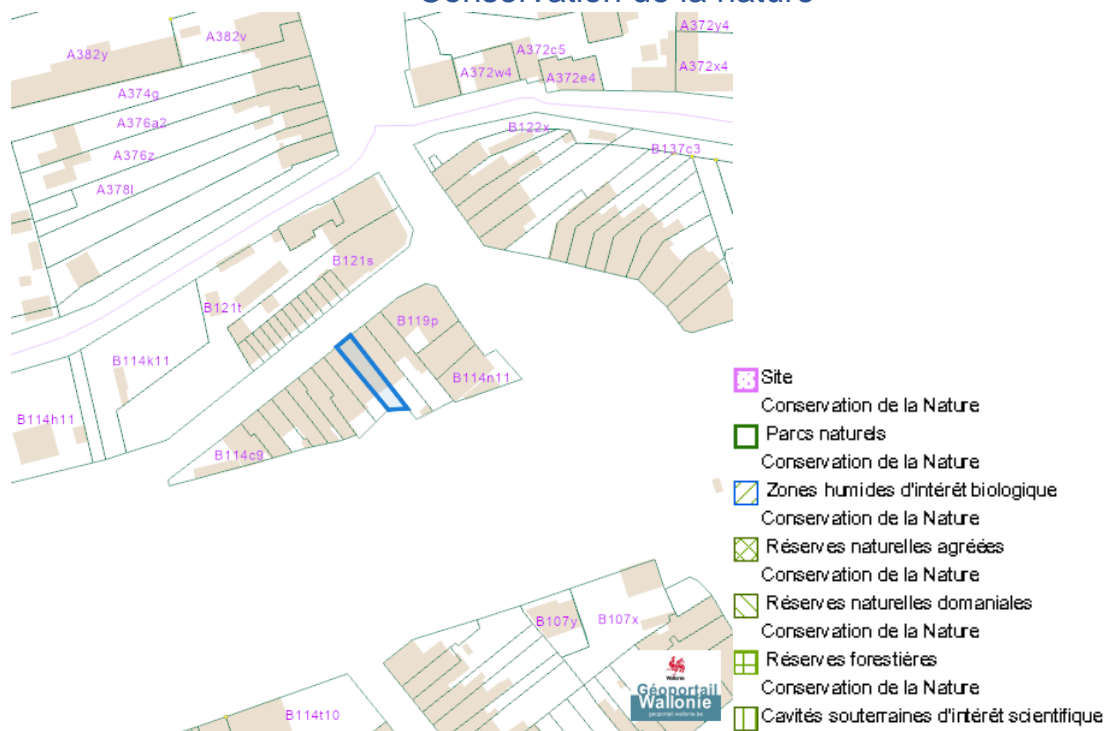 Conservation de la nature
A382y
A382v
A374g
A376a2
A376z
A378l
A372y4
A372c5
A372w4
A372e4
A372x4
B122x
B137c3
B121s
B121t
B119p
B114k11
B114n11
B114h11
B114c9
B107y
B107x
B114t10
Wallonie
Géoportail
Wallonie
geoportail.wallonie.be
Site
Conservation de la Nature
Parcs naturels
Conservation de la Nature
Zones humides d'intérêt biologique
Conservation de la Nature
Réserves naturelles agréées
Conservation de la Nature
Réserves naturelles domaniales
Conservation de la Nature
Réserves forestières
Conservation de la Nature
Cavités souterraines d'intérêt scientifique